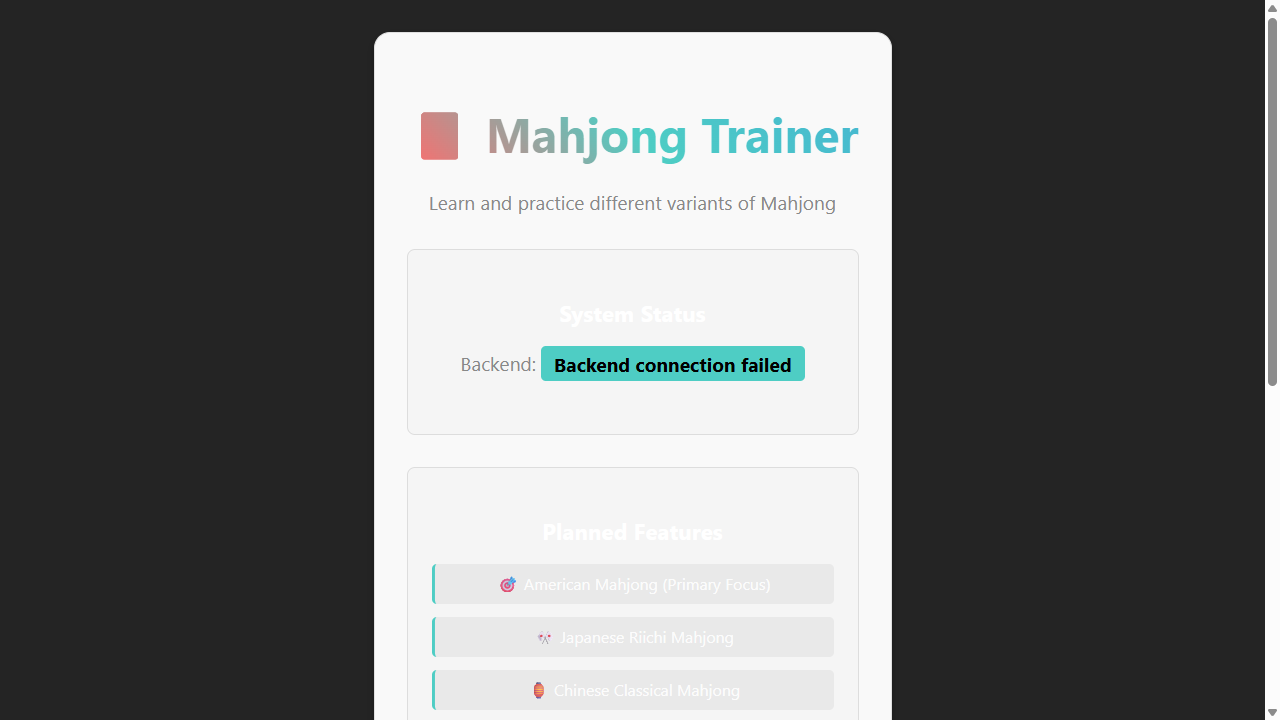 Mahjong Trainer
Learn and practice different variants of Mahjong
System Status
Backend: Backend connection failed
Planned Features
🎯 American Mahjong (Primary Focus)
🎌 Japanese Riichi Mahjong
🏮 Chinese Classical Mahjong